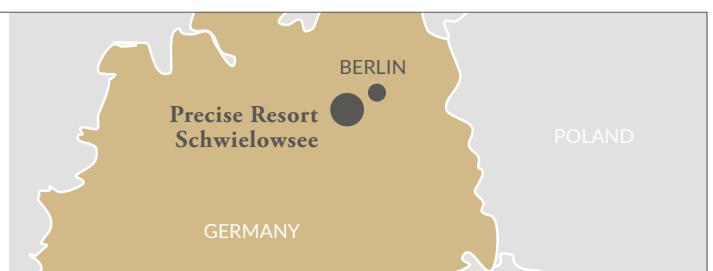 BERLIN
Precise Resort
Schwielowsee
POLAND
GERMANY